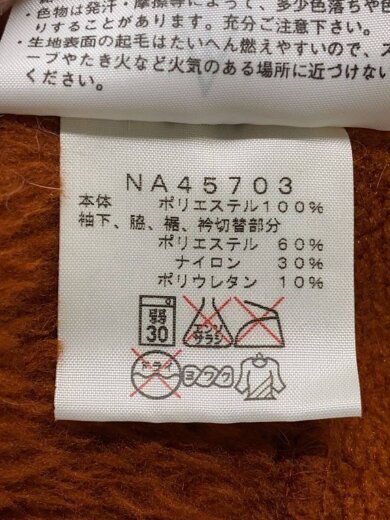 ・色物は発汗・摩擦等によって、多少色落ちや色
りすることがあります。充分ご注意下さい。
・生地表面の起毛はたいへん燃えやすいので、ス
ーブやたき火など火気のある場所に近づけない
ください。
NA45703
本体 ポリエステル100%
袖下、脇、裾、衿切替部分
ポリエステル 60%
ナイロン 30%
ポリウレタン 10%
弱
30
エンソ
サラシ
ドライ
ヨワク